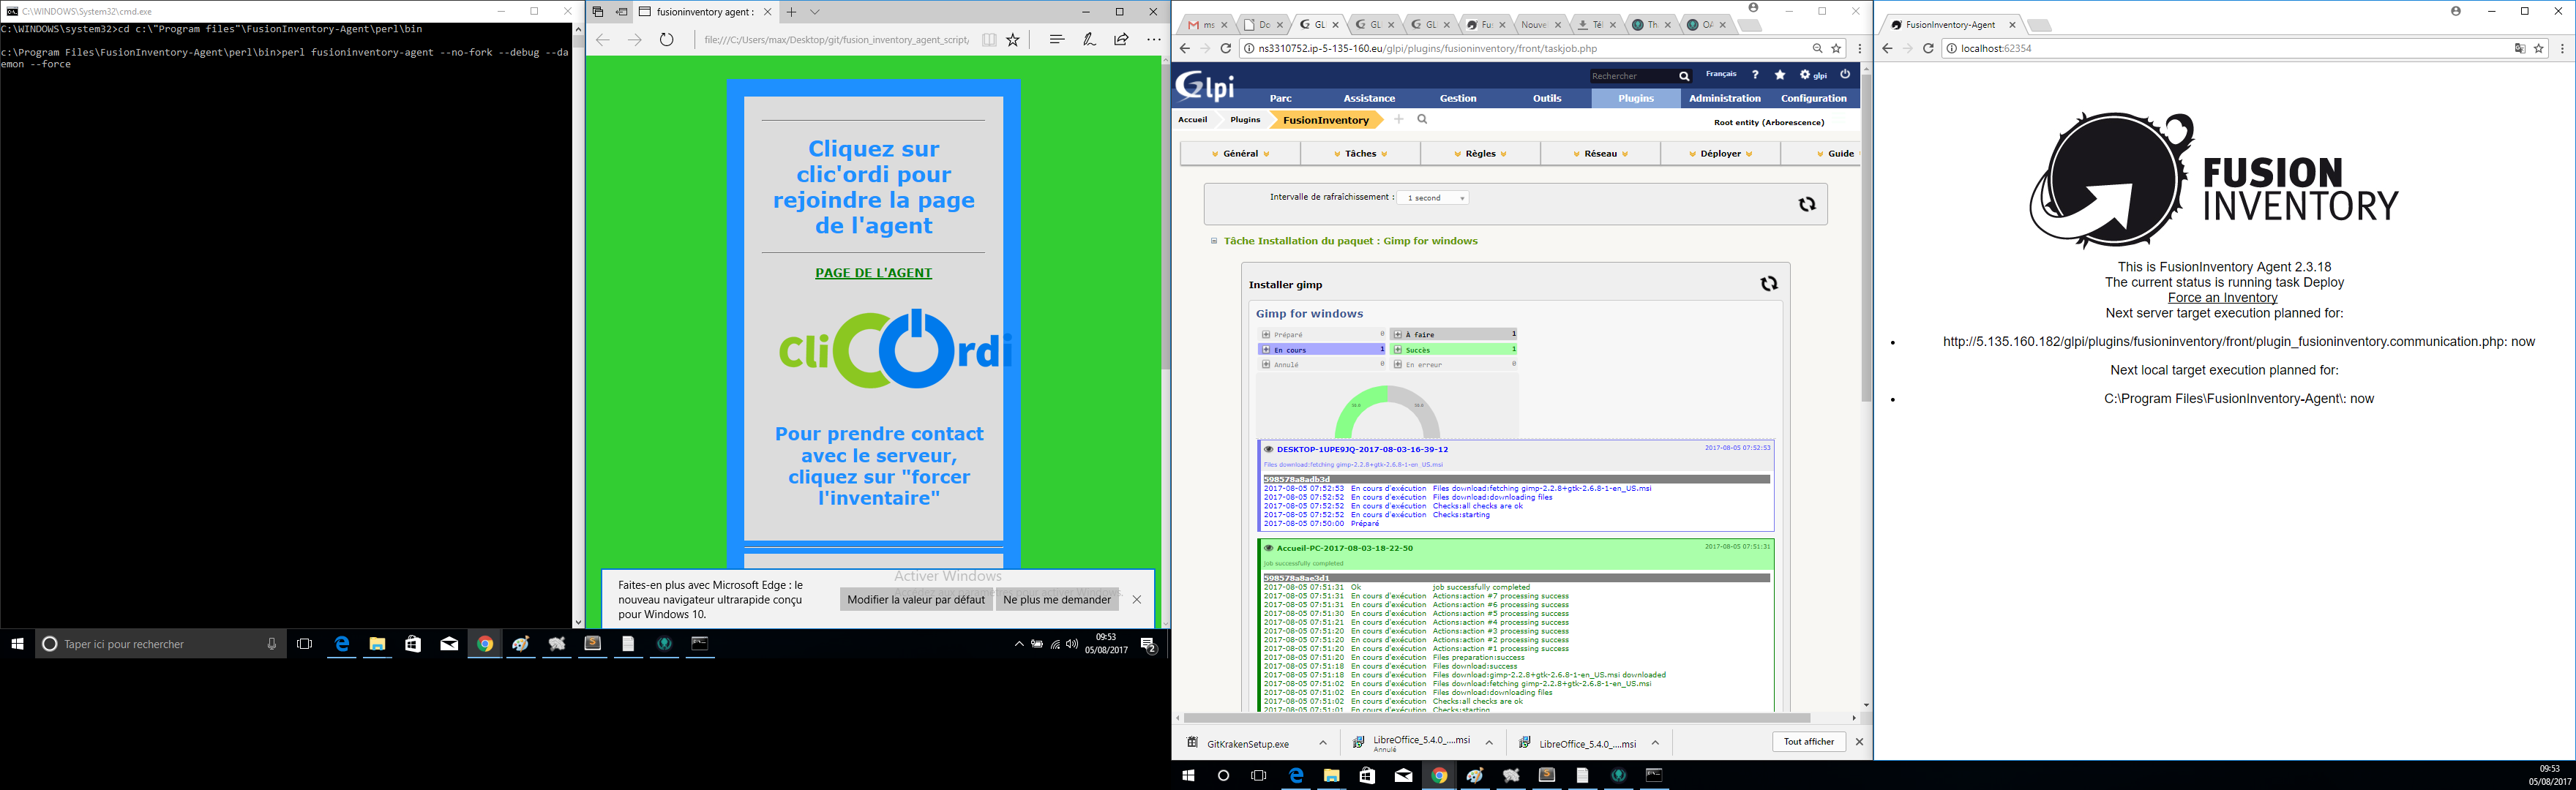 C:\WINDOWS\System32\cmd.exe
C:\WINDOWS\system32>cd c:\"Program files"\FusionInventory-Agent\perl\bin
c:\Program Files\FusionInventory-Agent\perl\bin>perl fusioninventory-agent --no-fork --debug --da
emon --force
fusioninventory agent :
file:///C:/Users/max/Desktop/git/fusion_inventory_agent_script/
Cliquez sur
clic'ordi pour
rejoindre la page
de l'agent
PAGE DE L'AGENT
cliCOrdi
Pour prendre contact
avec le serveur,
cliquez sur "forcer
l'inventaire"
Activer Windows
Faites-en plus avec Microsoft Edge : le
nouveau navigateur ultrarapide conçu
pour Windows 10.
Modifier la valeur par défaut
Ne plus me demander
Taper ici pour rechercher
09:53
05/08/2017
2
ms
Dc
GL
GL
GL
Fu
Nouve
Tél
Th
OA
ns3310752.ip-5-135-160.eu/glpi/plugins/fusioninventory/front/taskjob.php
Glpi
Rechercher
Français
?
glpi
Parc Assistance Gestion Outils Plugins Administration Configuration
Accueil Plugins FusionInventory
Root entity (Arborescence)
Général Tâches Règles Réseau Déployer Guide
Intervalle de rafraîchissement : 1 second
Tâche Installation du paquet : Gimp for windows
Installer gimp
Gimp for windows
Préparé 0 À faire 1
En cours 1 Succès 1
Annulé 0 En erreur 0
DESKTOP-1UPE9JQ-2017-08-03-16-39-12 2017-08-05 07:52:53
Files download:fetching gimp-2.2.8+gtk-2.6.8-1-en_US.msi
598578a8adb3d
2017-08-05 07:52:53 En cours d'exécution Files download:fetching gimp-2.2.8+gtk-2.6.8-1-en_US.msi
2017-08-05 07:52:52 En cours d'exécution Files download:downloading files
2017-08-05 07:52:52 En cours d'exécution Checks:all checks are ok
2017-08-05 07:52:52 En cours d'exécution Checks:starting
2017-08-05 07:50:00 Préparé
Accueil-PC-2017-08-03-18-22-50 2017-08-05 07:51:31
job successfully completed
598578a8ae3d1
2017-08-05 07:51:31 Ok job successfully completed
2017-08-05 07:51:31 En cours d'exécution Actions:action #7 processing success
2017-08-05 07:51:31 En cours d'exécution Actions:action #6 processing success
2017-08-05 07:51:30 En cours d'exécution Actions:action #5 processing success
2017-08-05 07:51:21 En cours d'exécution Actions:action #4 processing success
2017-08-05 07:51:20 En cours d'exécution Actions:action #3 processing success
2017-08-05 07:51:20 En cours d'exécution Actions:action #2 processing success
2017-08-05 07:51:20 En cours d'exécution Actions:action #1 processing success
2017-08-05 07:51:20 En cours d'exécution Files preparation:success
2017-08-05 07:51:18 En cours d'exécution Files download:success
2017-08-05 07:51:18 En cours d'exécution Files download:gimp-2.2.8+gtk-2.6.8-1-en_US.msi downloaded
2017-08-05 07:51:02 En cours d'exécution Files download:fetching gimp-2.2.8+gtk-2.6.8-1-en_US.msi
2017-08-05 07:51:02 En cours d'exécution Files download:downloading files
2017-08-05 07:51:02 En cours d'exécution Checks:all checks are ok
2017-08-05 07:51:01 En cours d'exécution Checks:starting
GitKrakenSetup.exe
LibreOffice_5.4.0_....msi
Annulé
LibreOffice_5.4.0_....msi
Tout afficher
FusionInventory-Agent
localhost:62354
FUSION
INVENTORY
This is FusionInventory Agent 2.3.18
The current status is running task Deploy
Force an Inventory
Next server target execution planned for:
• http://5.135.160.182/glpi/plugins/fusioninventory/front/plugin_fusioninventory.communication.php: now
Next local target execution planned for:
• C:\Program Files\FusionInventory-Agent\: now
09:53
05/08/2017